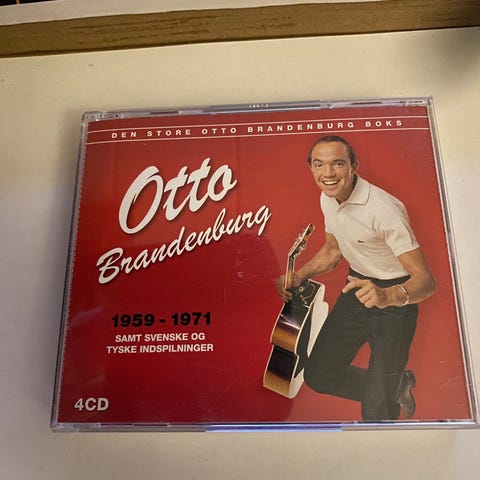 DEN STORE OTTO BRANDENBURG BOKS
Otto
Brandenburg
1959 - 1971
SAMT SVENSKE OG
TYSKE INDSPILNINGER
4CD